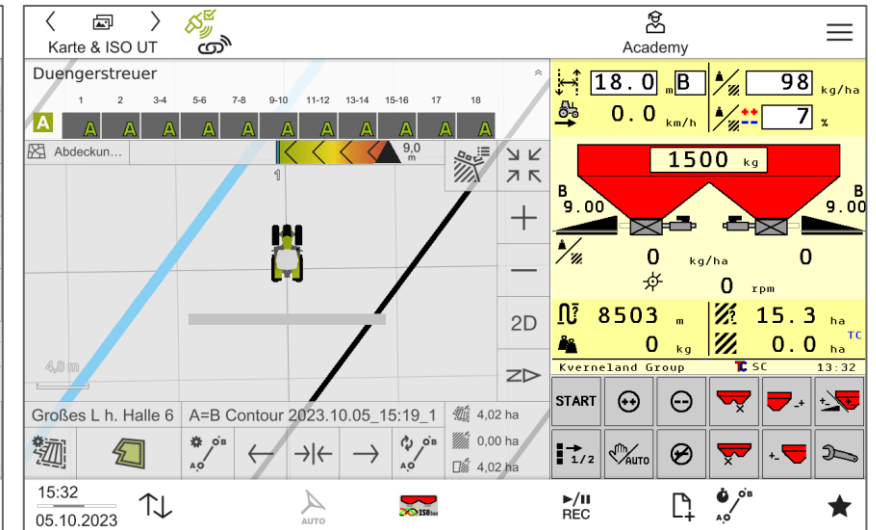 Karte & ISO UT
Academy
Duengerstreuer
1 2 3-4 5-6 7-8 9-10 11-12 13-14 15-16 17 18
A A A A A A A A A A A A
Abdeckun...
9,0
m
1
4,8 m
2D
Großes L h. Halle 6
A=B Contour 2023.10.05_15:19_1
4,02 ha
0,00 ha
4,02 ha
A B
A B
15:32
05.10.2023
AUTO
ISObus
18.0 m B
98 kg/ha
0.0 km/h
7 %
1500 kg
B
9.00
B
9.00
0 kg/ha 0
0 rpm
8503 m
15.3 ha
0 kg
0.0 ha
TC
Kverneland Group
TC SC
13:32
START
1/2
AUTO
REC
A B